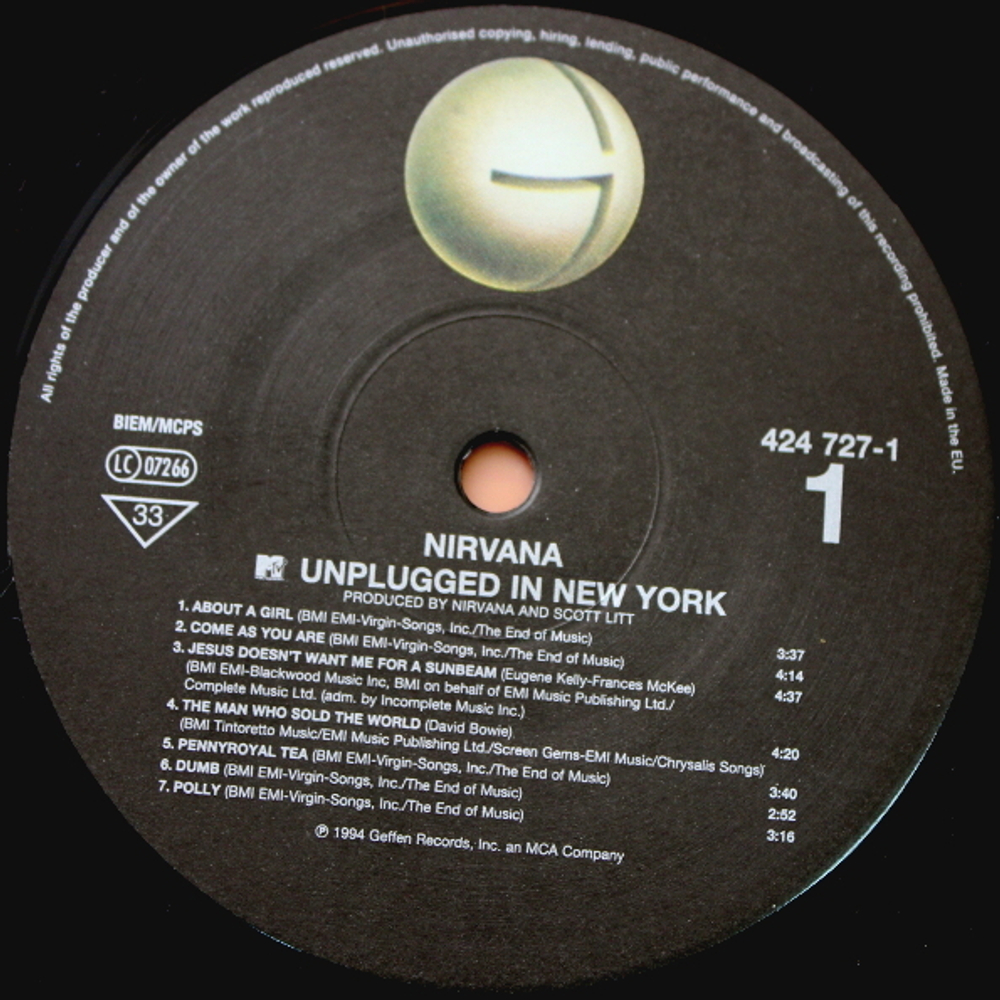 All rights of the producer and of the owner of the work reproduced reserved. Unauthorised copying, hiring, lending, public performance and broadcasting of this recording prohibited. Made in the EU.
BIEM/MCPS
LC 07266
33
424 727-1
1
NIRVANA
MTV UNPLUGGED IN NEW YORK
PRODUCED BY NIRVANA AND SCOTT LITT
1. ABOUT A GIRL (BMI EMI-Virgin-Songs, Inc./The End of Music) 3:37
2. COME AS YOU ARE (BMI EMI-Virgin-Songs, Inc./The End of Music) 4:14
3. JESUS DOESN'T WANT ME FOR A SUNBEAM (Eugene Kelly-Frances McKee) 4:37
(BMI EMI-Blackwood Music Inc, BMI on behalf of EMI Music Publishing Ltd./
Complete Music Ltd. (adm. by Incomplete Music Inc.)
4. THE MAN WHO SOLD THE WORLD (David Bowie) 4:20
(BMI Tintoretto Music/EMI Music Publishing Ltd./Screen Gems-EMI Music/Chrysalis Songs)
5. PENNYROYAL TEA (BMI EMI-Virgin-Songs, Inc./The End of Music) 3:40
6. DUMB (BMI EMI-Virgin-Songs, Inc./The End of Music) 2:52
7. POLLY (BMI EMI-Virgin-Songs, Inc./The End of Music) 3:16
℗ 1994 Geffen Records, Inc. an MCA Company